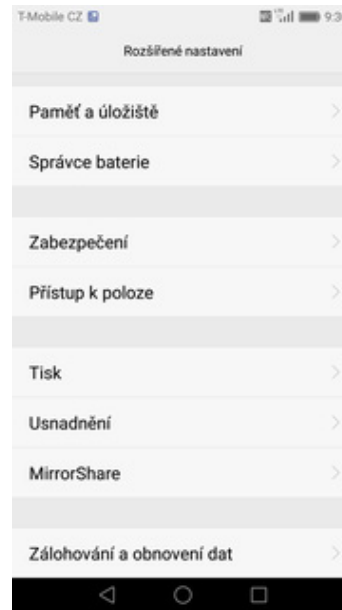 T-Mobile CZ 9:3
Rozšířené nastavení
Paměť a úložiště
Správce baterie
Zabezpečení
Přístup k poloze
Tisk
Usnadnění
MirrorShare
Zálohování a obnovení dat